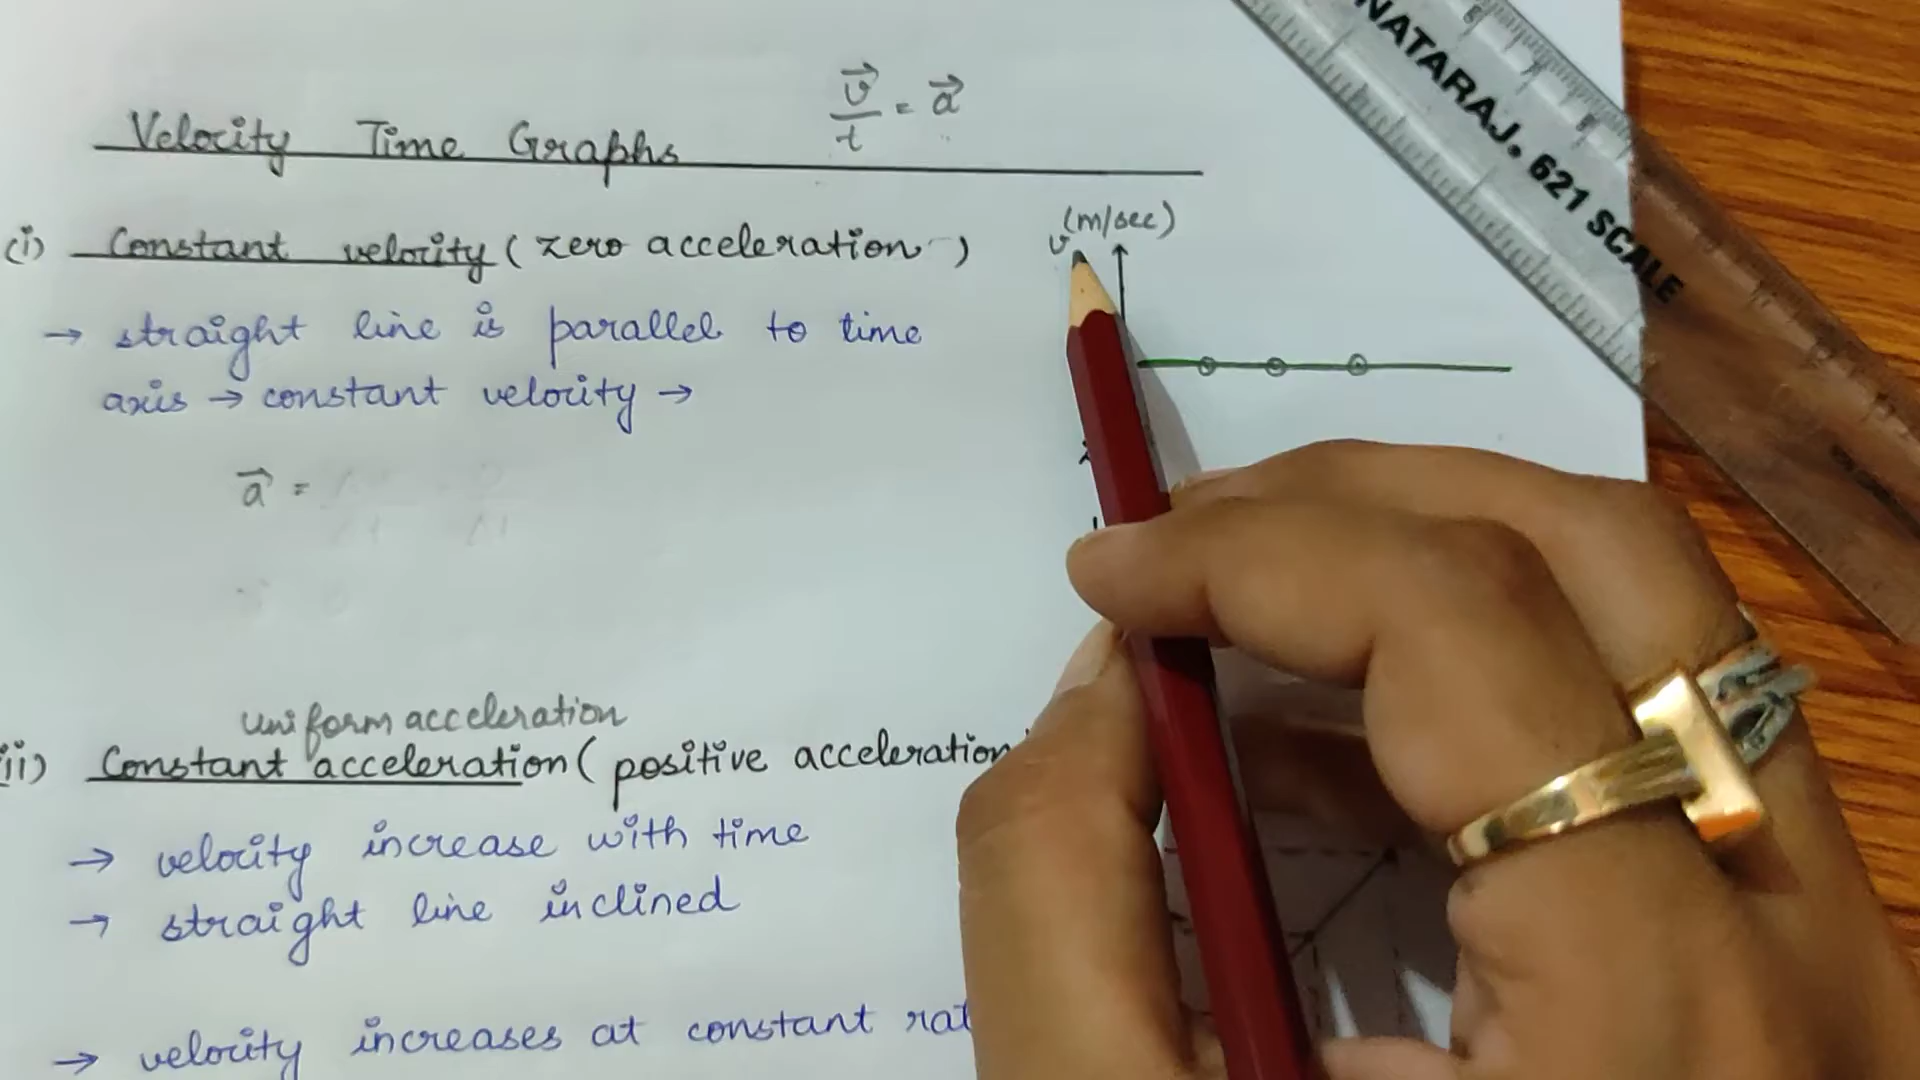 v⃗/t = a⃗
Velocity Time Graphs
(i) Constant velocity (zero acceleration)
→ straight line is parallel to time
axis → constant velocity →
a⃗ =
(m/sec)
v
NATARAJ. 621 SCALE
uniform acceleration
ii) Constant acceleration (positive acceleration
→ velocity increase with time
→ straight line inclined
→ velocity increases at constant rat